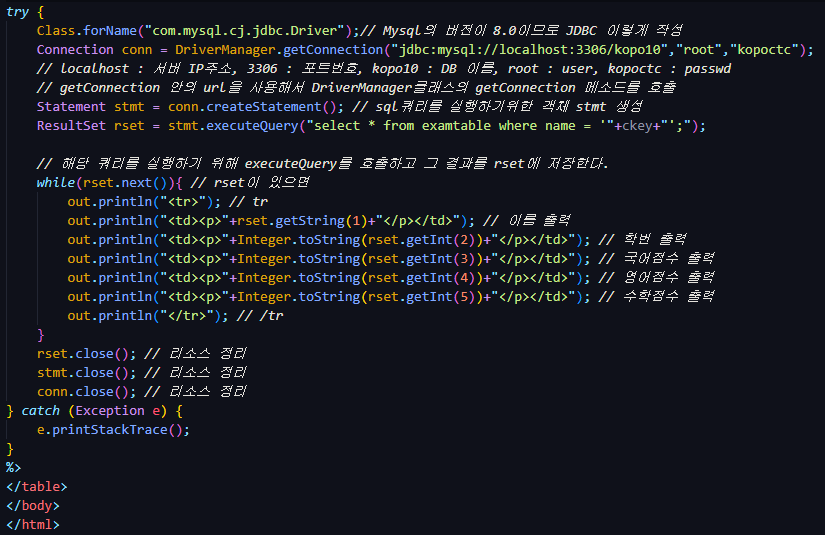 try {
    Class.forName("com.mysql.cj.jdbc.Driver");// Mysql의 버전이 8.0이므로 JDBC 이렇게 작성
    Connection conn = DriverManager.getConnection("jdbc:mysql://localhost:3306/kopo10","root","kopoctc");
    // localhost : 서버 IP주소, 3306 : 포트번호, kopo10 : DB 이름, root : user, kopoctc : passwd
    // getConnection 안의 url을 사용해서 DriverManager클래스의 getConnection 메소드를 호출
    Statement stmt = conn.createStatement(); // sql쿼리를 실행하기위한 객체 stmt 생성
    ResultSet rset = stmt.executeQuery("select * from examtable where name = '"+ckey+"';");
    // 해당 쿼리를 실행하기 위해 executeQuery를 호출하고 그 결과를 rset에 저장한다.
    while(rset.next()){ // rset이 있으면
        out.println("<tr>"); // tr
        out.println("<td><p>"+rset.getString(1)+"</p></td>"); // 이름 출력
        out.println("<td><p>"+Integer.toString(rset.getInt(2))+"</p></td>"); // 학번 출력
        out.println("<td><p>"+Integer.toString(rset.getInt(3))+"</p></td>"); // 국어점수 출력
        out.println("<td><p>"+Integer.toString(rset.getInt(4))+"</p></td>"); // 영어점수 출력
        out.println("<td><p>"+Integer.toString(rset.getInt(5))+"</p></td>"); // 수학점수 출력
        out.println("</tr>"); // /tr
    }
    rset.close(); // 리소스 정리
    stmt.close(); // 리소스 정리
    conn.close(); // 리소스 정리
} catch (Exception e) {
    e.printStackTrace();
}
%>
</table>
</body>
</html>